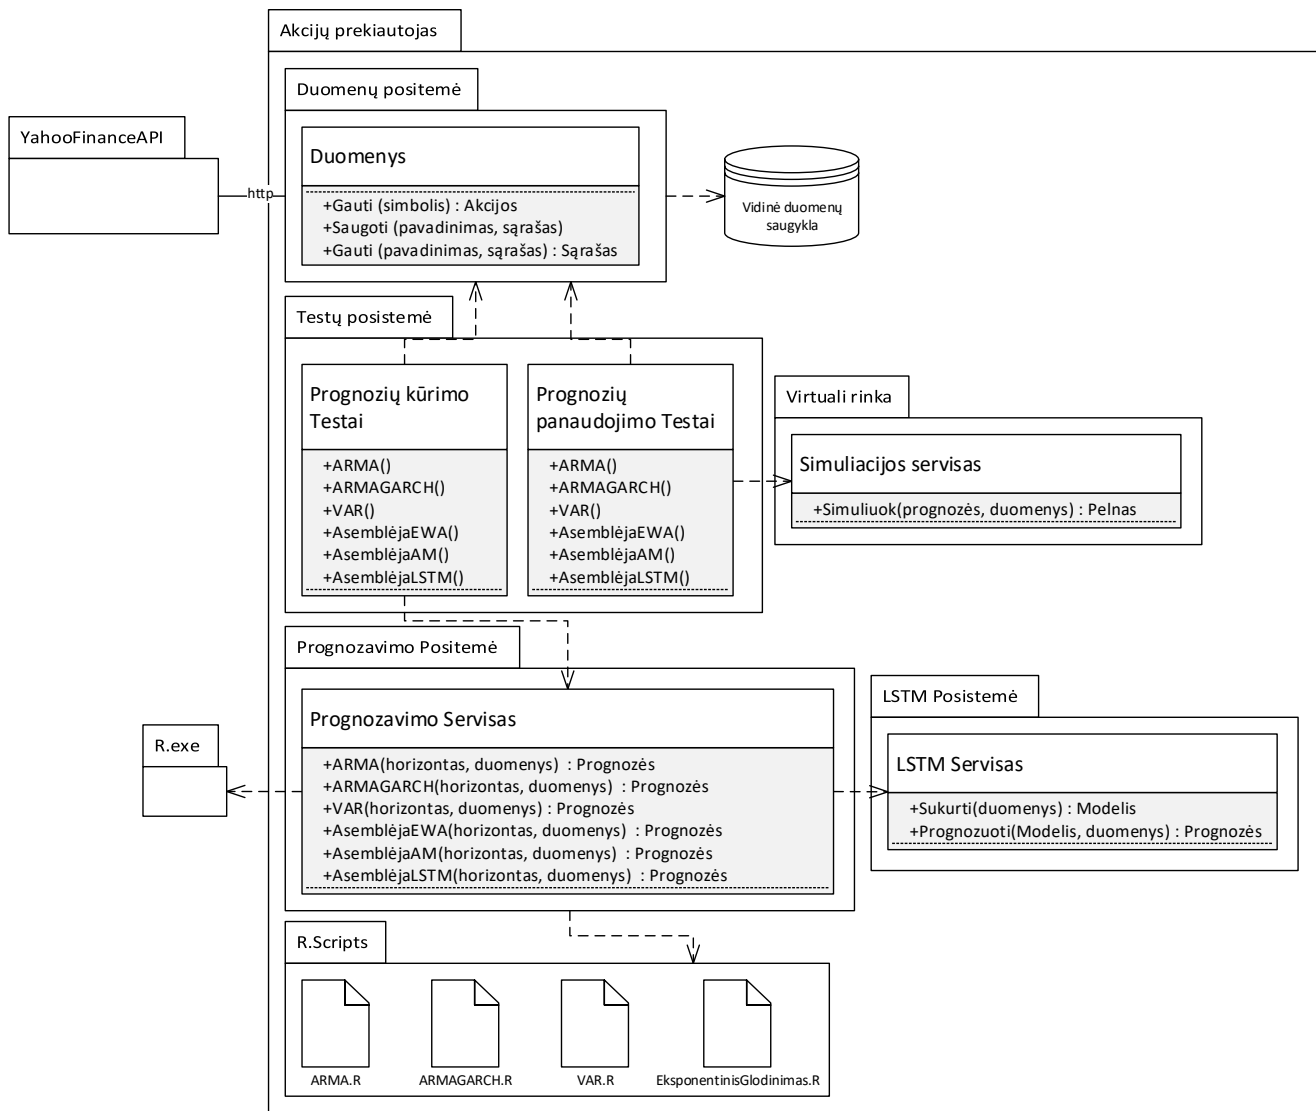 Akcijų prekiautojas
Duomenų positemė
YahooFinanceAPI
Duomenys
http
+Gauti (simbolis) : Akcijos
+Saugoti (pavadinimas, sąrašas)
+Gauti (pavadinimas, sąrašas) : Sąrašas
Vidinė duomenų
saugykla
Testų posistemė
Prognozių kūrimo
Testai
+ARMA()
+ARMAGARCH()
+VAR()
+AsemblėjaEWA()
+AsemblėjaAM()
+AsemblėjaLSTM()
Prognozių
panaudojimo Testai
+ARMA()
+ARMAGARCH()
+VAR()
+AsemblėjaEWA()
+AsemblėjaAM()
+AsemblėjaLSTM()
Virtuali rinka
Simuliacijos servisas
+Simuliuok(prognozės, duomenys) : Pelnas
Prognozavimo Positemė
Prognozavimo Servisas
+ARMA(horizontas, duomenys) : Prognozės
+ARMAGARCH(horizontas, duomenys) : Prognozės
+VAR(horizontas, duomenys) : Prognozės
+AsemblėjaEWA(horizontas, duomenys) : Prognozės
+AsemblėjaAM(horizontas, duomenys) : Prognozės
+AsemblėjaLSTM(horizontas, duomenys) : Prognozės
R.exe
LSTM Posistemė
LSTM Servisas
+Sukurti(duomenys) : Modelis
+Prognozuoti(Modelis, duomenys) : Prognozės
R.Scripts
ARMA.R
ARMAGARCH.R
VAR.R
EksponentinisGlodinimas.R